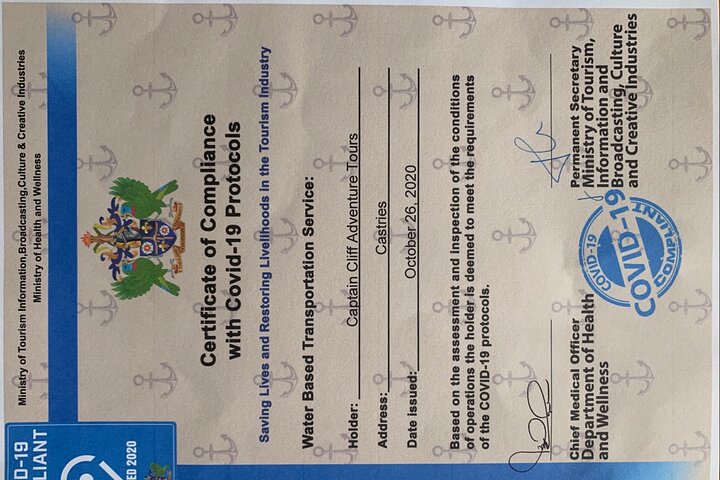 Ministry of Tourism Information,Broadcasting,Culture & Creative Industries
Ministry of Health and Wellness
Certificate of Compliance
with Covid-19 Protocols
Saving Lives and Restoring Livelihoods in the Tourism Industry
Water Based Transportation Service:
Holder: Captain Cliff Adventure Tours
Address: Castries
Date Issued: October 26, 2020
Based on the assessment and inspection of the conditions
of operations the holder is deemed to meet the requirements
of the COVID-19 protocols.
Chief Medical Officer
Department of Health
and Wellness
Permanent Secretary
Ministry of Tourism,
Information and
Broadcasting, Culture
and Creative Industries
COVID-19
COVID 19
COMPLIANT
D-19
LIANT
ED 2020